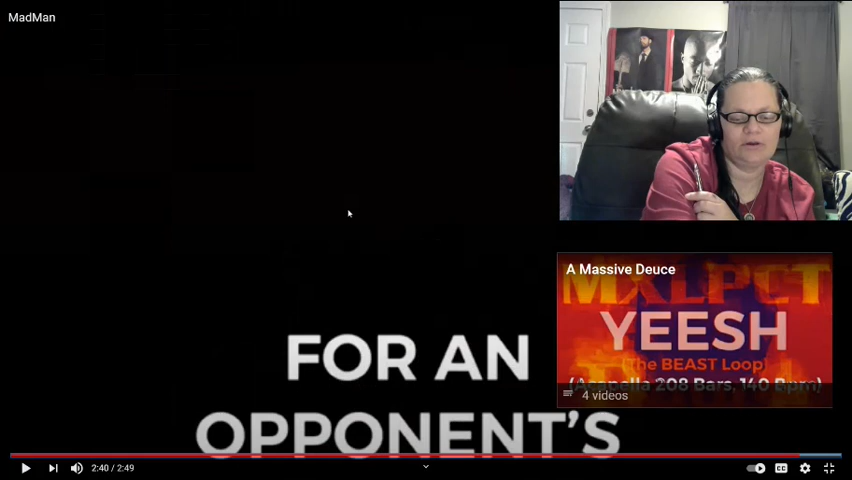 MadMan
A Massive Deuce
MXLPCT
YEESH
(The BEAST Loop)
(Acapella 208 Bars, 140 Bpm)
4 videos
FOR AN
OPPONENT'S
2:40 / 2:49
CC